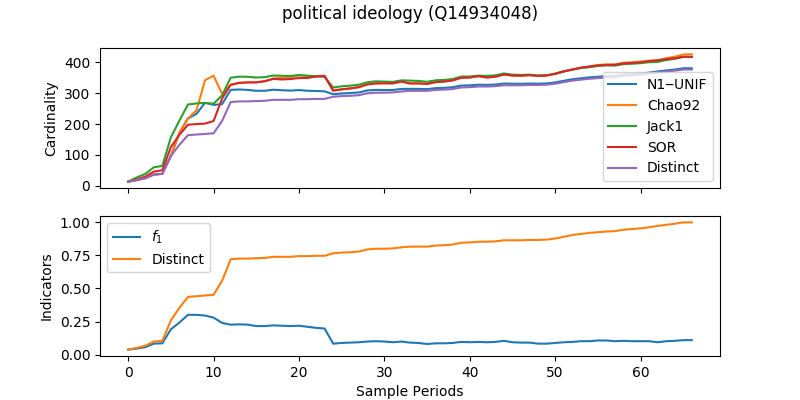 political ideology (Q14934048)
400
300
200
100
0
Cardinality
N1‒UNIF
Chao92
Jack1
SOR
Distinct
1.00
0.75
0.50
0.25
0.00
Indicators
f₁
Distinct
0 10 20 30 40 50 60
Sample Periods